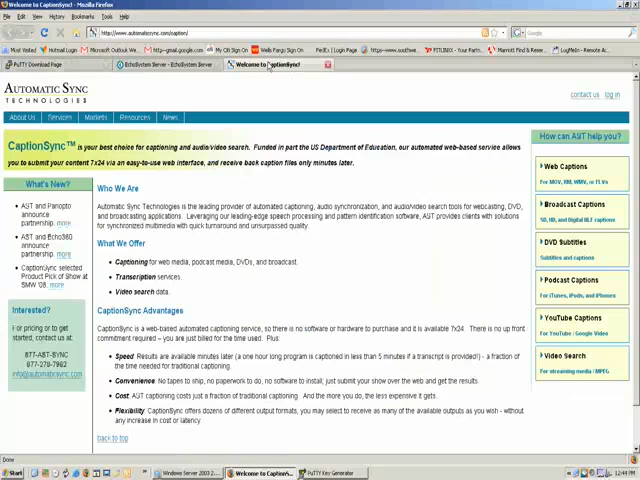 Welcome to CaptionSync! - Mozilla Firefox
File Edit View History Bookmarks Tools Help
http://www.automaticsync.com/caption/
Google
Most Visited Hotmail Login Microsoft Outlook We... http--gmail.google.com My CB Sign On Wells Fargo Sign On PCTI | Login Page https--www.southwe... FITLINXX - Your Partn... Marriott Find & Reser... LogMeIn - Remote Acc...
PuTTY Download Page
EchoSystem Server - EchoSystem Server
Welcome to CaptionSync!
AUTOMATIC SYNC
TECHNOLOGIES
contact us log in
About Us Services Markets Resources News
CaptionSync™ is your best choice for captioning and audio/video search. Funded in part the US Department of Education, our automated web-based service allows
you to submit your content 7x24 via an easy-to-use web interface, and receive back caption files only minutes later.
What's New?
AST and Panopto
announce
partnership. more
AST and Echo360
announce
partnership. more
CaptionSync selected
Product Pick of Show at
SMW '08. more
Interested?
For pricing or to get
started, contact us at:
877-AST-SYNC
877-278-7962
info@automaticsync.com
Who We Are
Automatic Sync Technologies is the leading provider of automated captioning, audio synchronization, and audio/video search tools for webcasting, DVD,
and broadcasting applications. Leveraging our leading-edge speech processing and pattern identification software, AST provides clients with solutions
for synchronized multimedia with quick turnaround and unsurpassed quality.
What We Offer
Captioning for web media, podcast media, DVDs, and broadcast.
Transcription services.
Video search data.
CaptionSync Advantages
CaptionSync is a web-based automated captioning service, so there is no software or hardware to purchase and it is available 7x24. There is no up front
commitment required – you are just billed for the time used. Plus:
Speed: Results are available minutes later (a one hour long program is captioned in less than 5 minutes if a transcript is provided!) - a fraction of
the time needed for traditional captioning.
Convenience: No tapes to ship, no paperwork to do, no software to install; just submit your show over the web and get the results.
Cost: AST captioning costs just a fraction of traditional captioning. And the more you do, the less expensive it gets.
Flexibility: CaptionSync offers dozens of different output formats, you may select to receive as many of the available outputs as you wish - without
any increase in cost or latency.
back to top
How can AST help you?
Web Captions
For MOV, RM, WMV, or FLVs
Broadcast Captions
SD, HD, and Digital NLF captions
DVD Subtitles
Subtitles and captions
Podcast Captions
For iTunes, iPods, and iPhones
YouTube Captions
For YouTube / Google Video
Video Search
For streaming media / MPEG
Done
Start
Windows Server 2003 2...
Welcome to CaptionS...
PuTTY Key Generator
12:44 PM